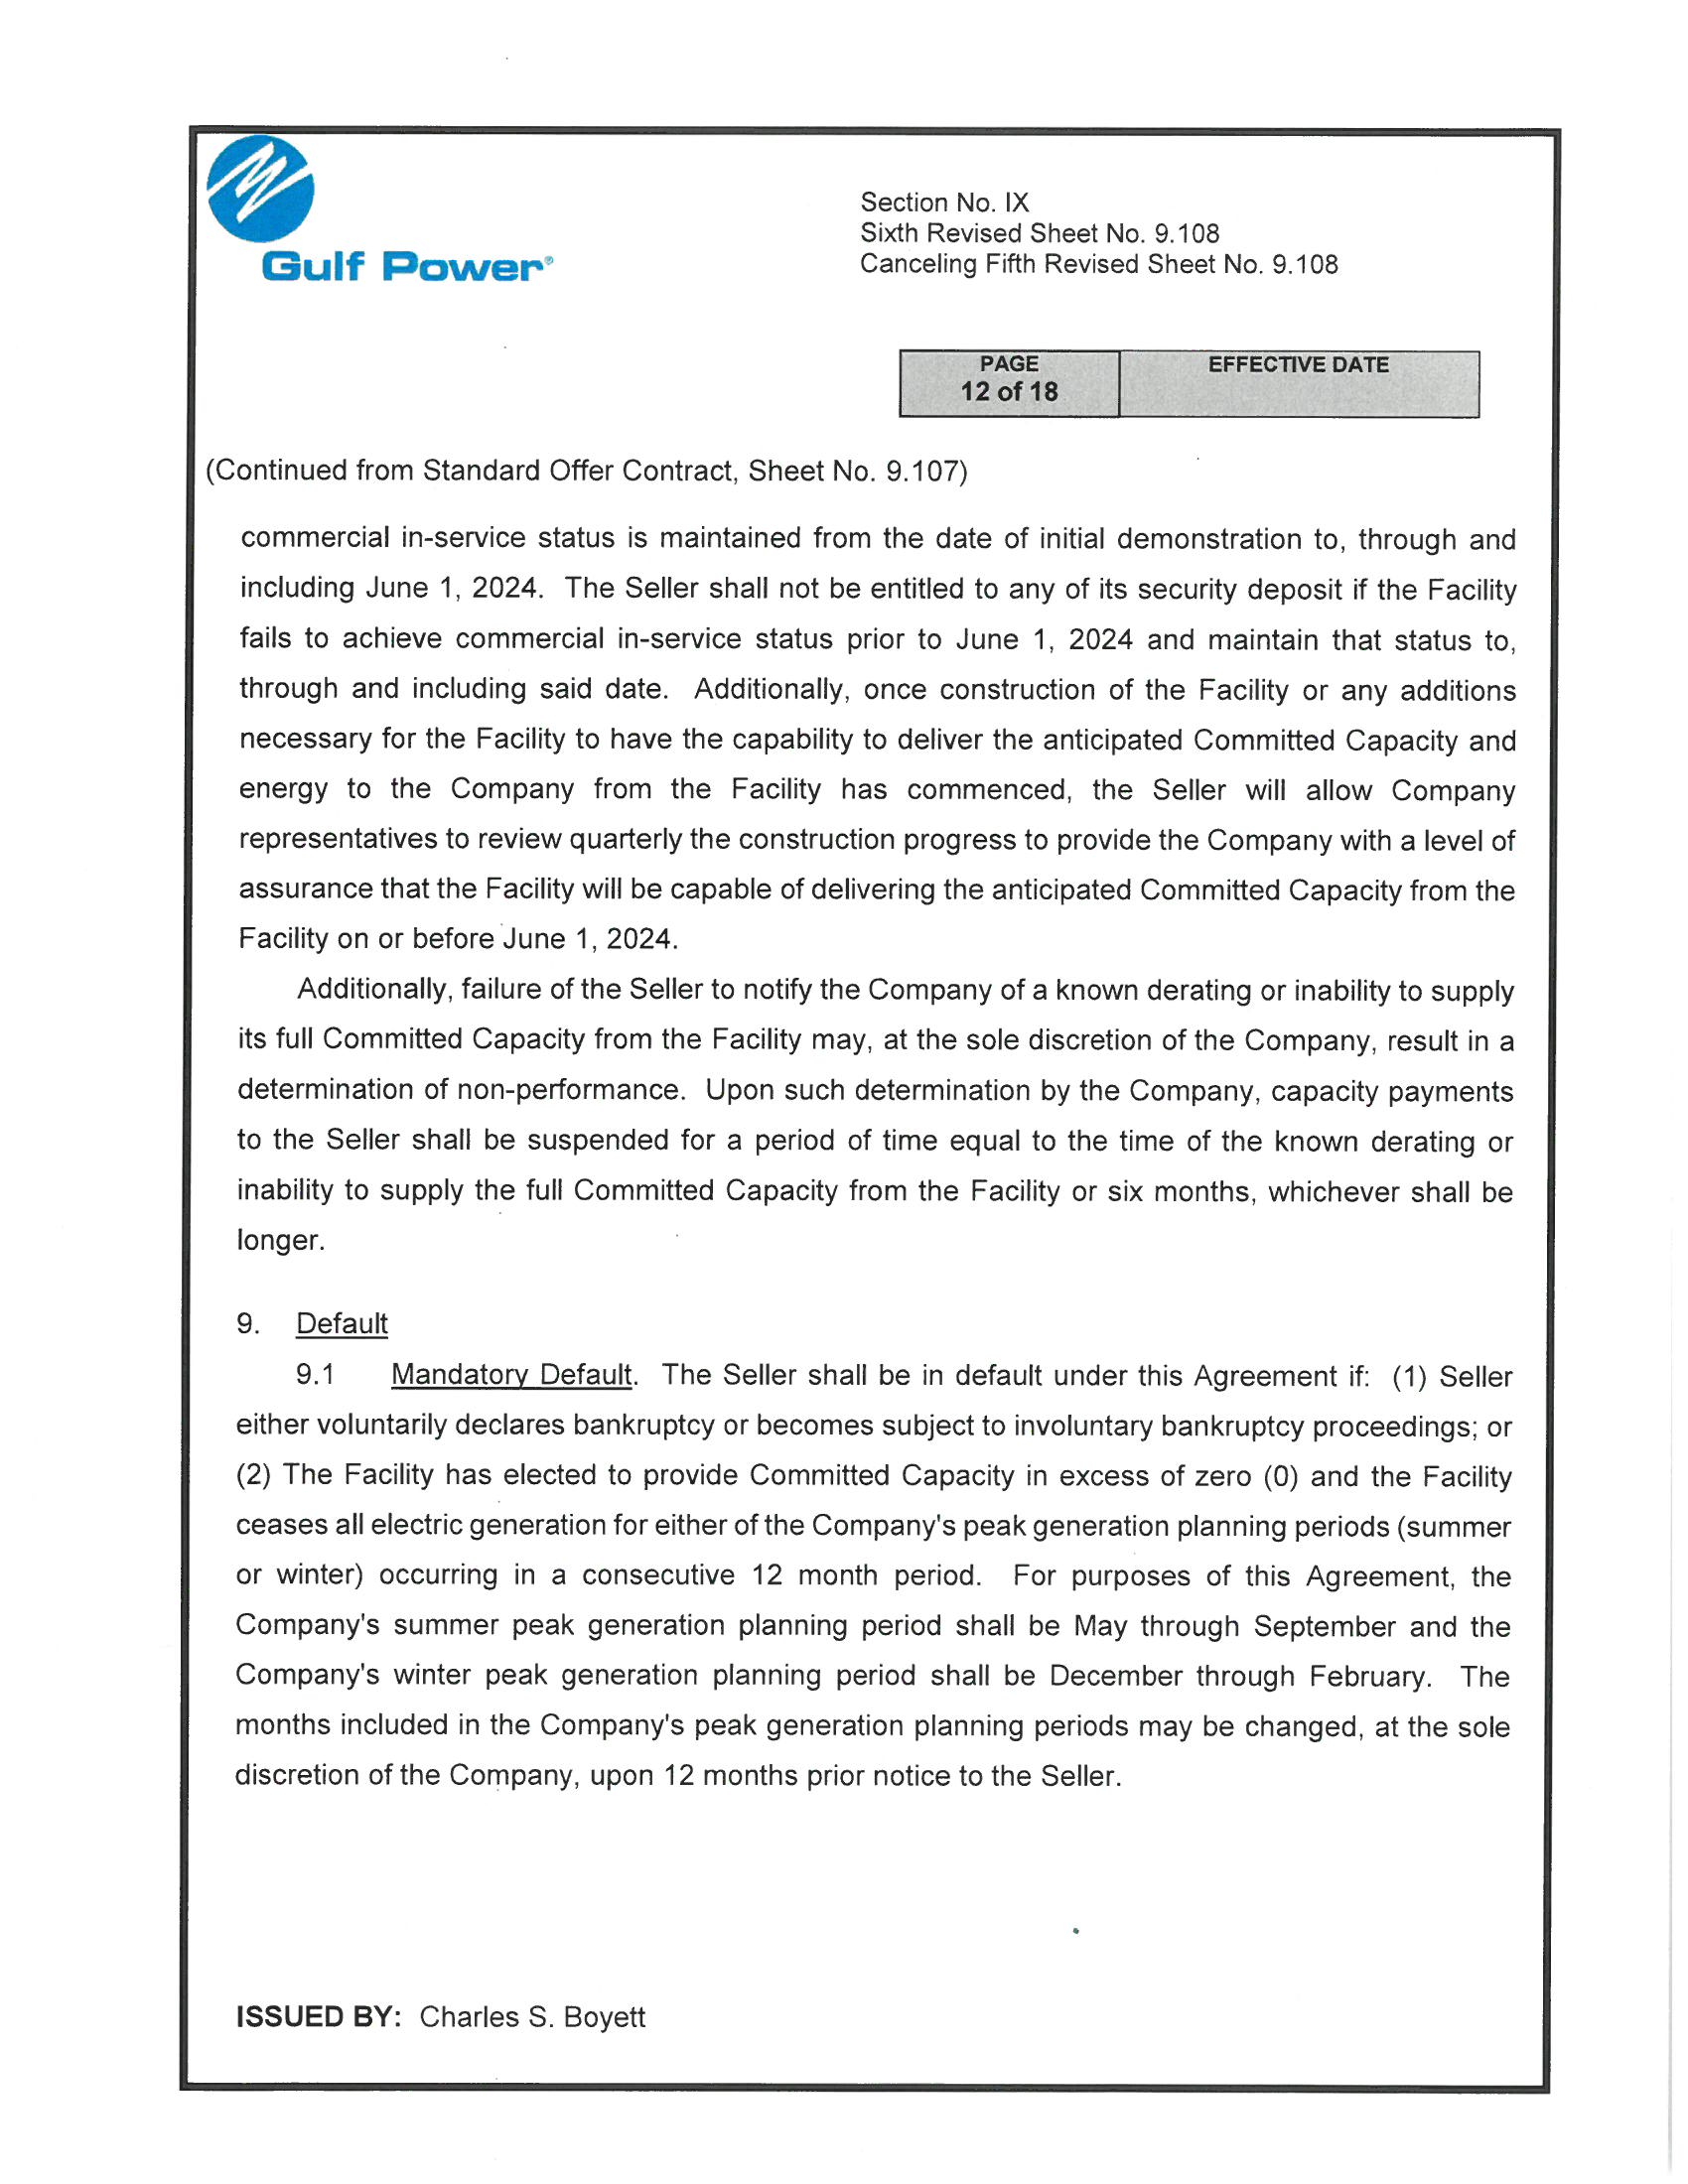 Gulf Power®
Section No. IX
Sixth Revised Sheet No. 9.108
Canceling Fifth Revised Sheet No. 9.108
PAGE
12 of 18
EFFECTIVE DATE
(Continued from Standard Offer Contract, Sheet No. 9.107)
commercial in-service status is maintained from the date of initial demonstration to, through and
including June 1, 2024. The Seller shall not be entitled to any of its security deposit if the Facility
fails to achieve commercial in-service status prior to June 1, 2024 and maintain that status to,
through and including said date. Additionally, once construction of the Facility or any additions
necessary for the Facility to have the capability to deliver the anticipated Committed Capacity and
energy to the Company from the Facility has commenced, the Seller will allow Company
representatives to review quarterly the construction progress to provide the Company with a level of
assurance that the Facility will be capable of delivering the anticipated Committed Capacity from the
Facility on or before June 1, 2024.
Additionally, failure of the Seller to notify the Company of a known derating or inability to supply
its full Committed Capacity from the Facility may, at the sole discretion of the Company, result in a
determination of non-performance. Upon such determination by the Company, capacity payments
to the Seller shall be suspended for a period of time equal to the time of the known derating or
inability to supply the full Committed Capacity from the Facility or six months, whichever shall be
longer.
9. Default
9.1 Mandatory Default. The Seller shall be in default under this Agreement if: (1) Seller
either voluntarily declares bankruptcy or becomes subject to involuntary bankruptcy proceedings; or
(2) The Facility has elected to provide Committed Capacity in excess of zero (0) and the Facility
ceases all electric generation for either of the Company's peak generation planning periods (summer
or winter) occurring in a consecutive 12 month period. For purposes of this Agreement, the
Company's summer peak generation planning period shall be May through September and the
Company's winter peak generation planning period shall be December through February. The
months included in the Company's peak generation planning periods may be changed, at the sole
discretion of the Company, upon 12 months prior notice to the Seller.
ISSUED BY: Charles S. Boyett